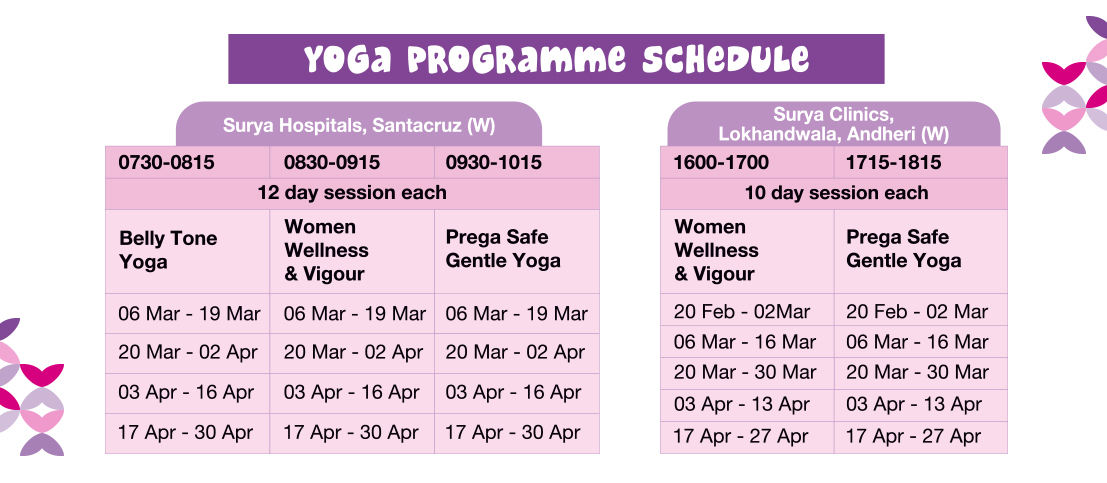 YOGA PROGRAMME SCHEDULE
Surya Hospitals, Santacruz (W)
0730-0815 0830-0915 0930-1015
12 day session each
Belly Tone
Yoga
Women
Wellness
& Vigour
Prega Safe
Gentle Yoga
06 Mar - 19 Mar 06 Mar - 19 Mar 06 Mar - 19 Mar
20 Mar - 02 Apr 20 Mar - 02 Apr 20 Mar - 02 Apr
03 Apr - 16 Apr 03 Apr - 16 Apr 03 Apr - 16 Apr
17 Apr - 30 Apr 17 Apr - 30 Apr 17 Apr - 30 Apr
Surya Clinics,
Lokhandwala, Andheri (W)
1600-1700 1715-1815
10 day session each
Women
Wellness
& Vigour
Prega Safe
Gentle Yoga
20 Feb - 02Mar 20 Feb - 02 Mar
06 Mar - 16 Mar 06 Mar - 16 Mar
20 Mar - 30 Mar 20 Mar - 30 Mar
03 Apr - 13 Apr 03 Apr - 13 Apr
17 Apr - 27 Apr 17 Apr - 27 Apr